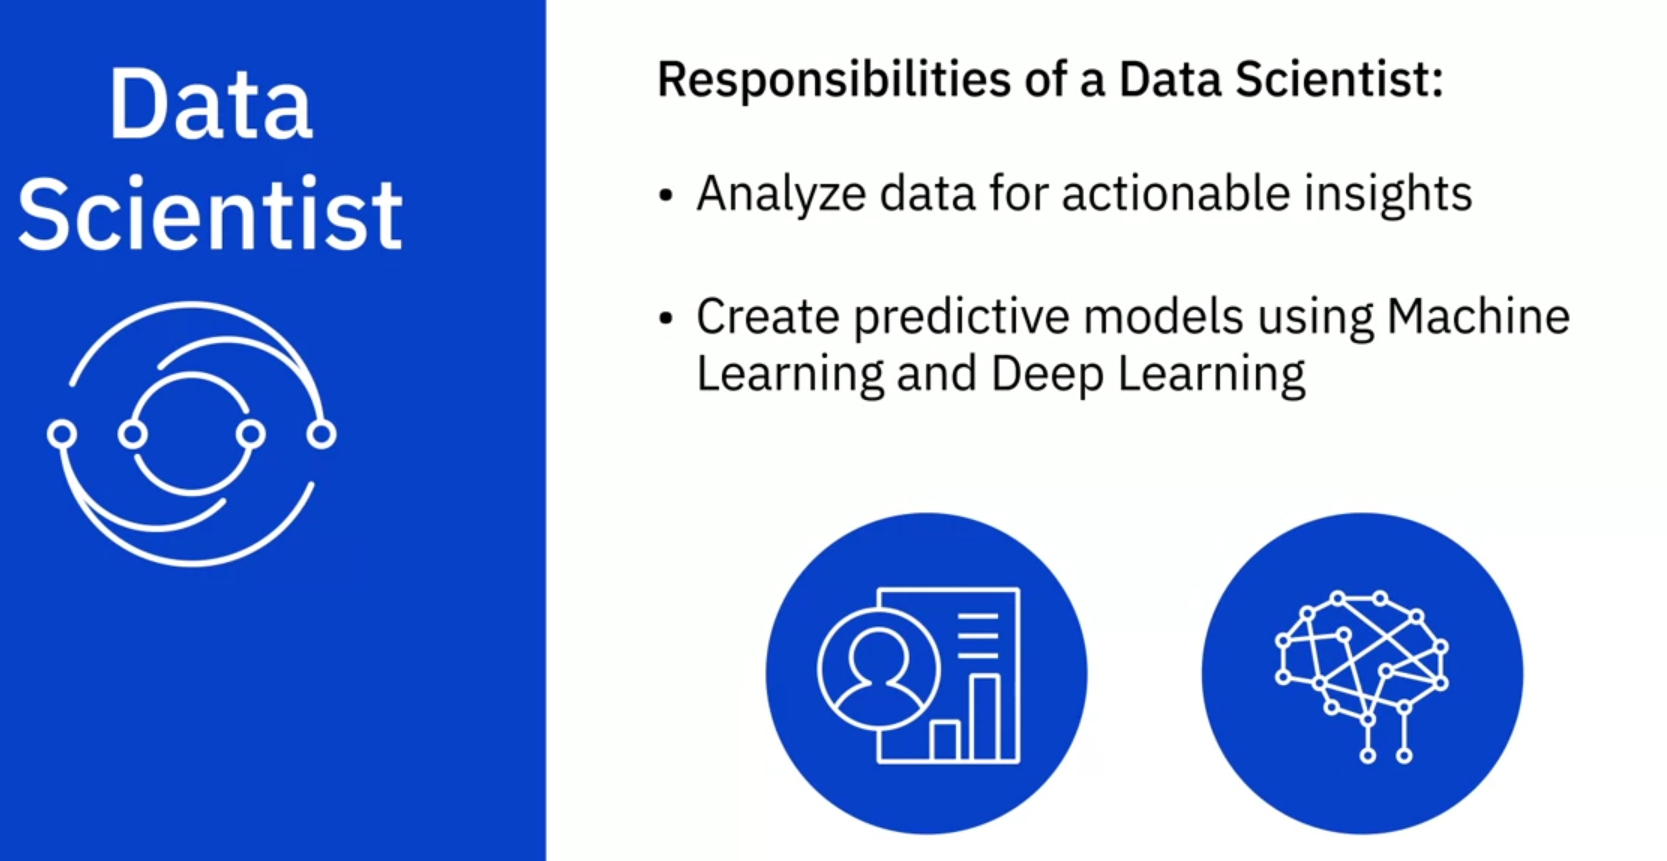 Data
Scientist
Responsibilities of a Data Scientist:
• Analyze data for actionable insights
• Create predictive models using Machine
Learning and Deep Learning